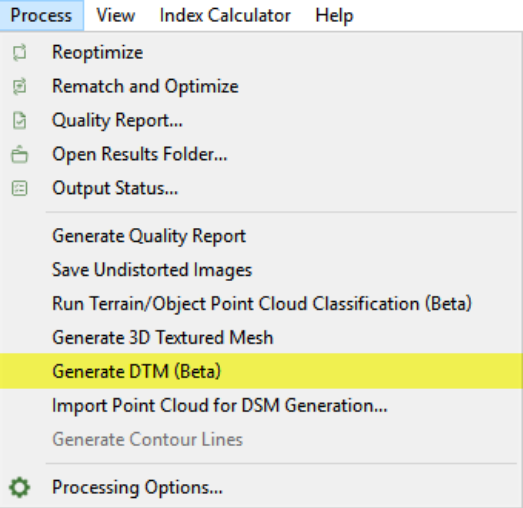 Process View Index Calculator Help
Reoptimize
Rematch and Optimize
Quality Report...
Open Results Folder...
Output Status...
Generate Quality Report
Save Undistorted Images
Run Terrain/Object Point Cloud Classification (Beta)
Generate 3D Textured Mesh
Generate DTM (Beta)
Import Point Cloud for DSM Generation...
Generate Contour Lines
Processing Options...